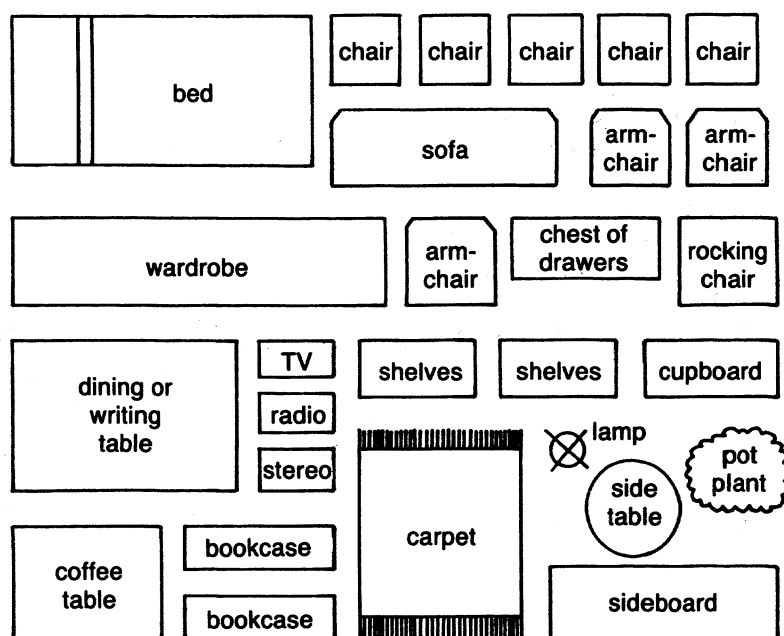 chair
chair
chair
chair
chair
bed
sofa
arm-
chair
arm-
chair
wardrobe
arm-
chair
chest of
drawers
rocking
chair
dining or
writing
table
TV
radio
stereo
shelves
shelves
cupboard
lamp
pot
plant
side
table
carpet
coffee
table
bookcase
bookcase
sideboard